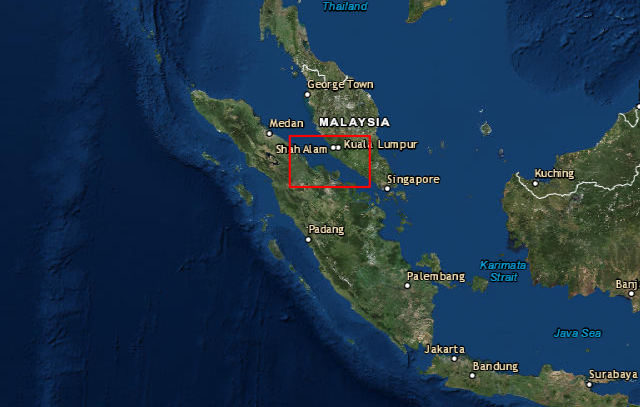 Thailand
George Town
MALAYSIA
Medan
Shah Alam
Kuala Lumpur
Kuching
Singapore
Padang
Karimata
Strait
Palembang
Banj
Java Sea
Jakarta
Bandung
Surabaya